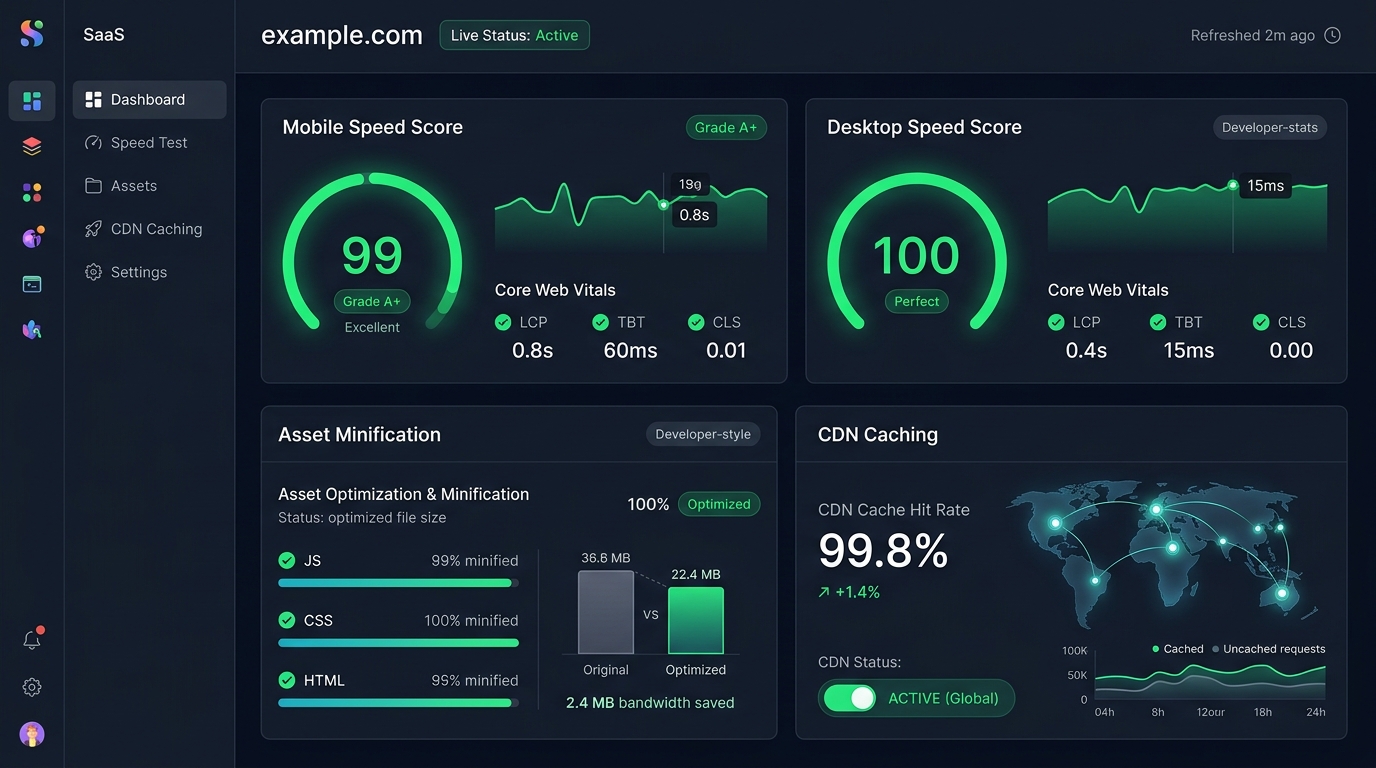 SaaS
Dashboard
Speed Test
Assets
CDN Caching
Settings
example.com
Live Status: Active
Refreshed 2m ago
Mobile Speed Score
Grade A+
99
Grade A+
Excellent
0.8s
Core Web Vitals
LCP TBT CLS
0.8s 60ms 0.01
Desktop Speed Score
Developer-stats
100
Perfect
15ms
Core Web Vitals
LCP TBT CLS
0.4s 15ms 0.00
Asset Minification
Developer-style
Asset Optimization & Minification
Status: optimized file size
100% Optimized
JS 99% minified
CSS 100% minified
HTML 99% minified
36.8 MB
22.4 MB
VS
Original Optimized
2.4 MB bandwidth saved
CDN Caching
CDN Cache Hit Rate
99.8%
+1.4%
CDN Status:
ACTIVE (Global)
Cached Uncached requests
100K
50K
0
04h 8h 12our 18h 24h